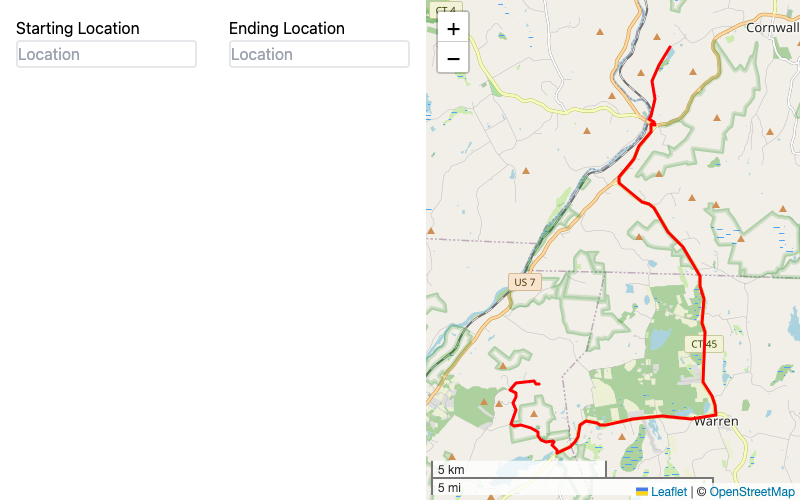 Starting Location
Ending Location
Location
Location
CT 4
+
−
Cornwall
US 7
CT 45
Warren
5 km
5 mi
Leaflet | © OpenStreetMap